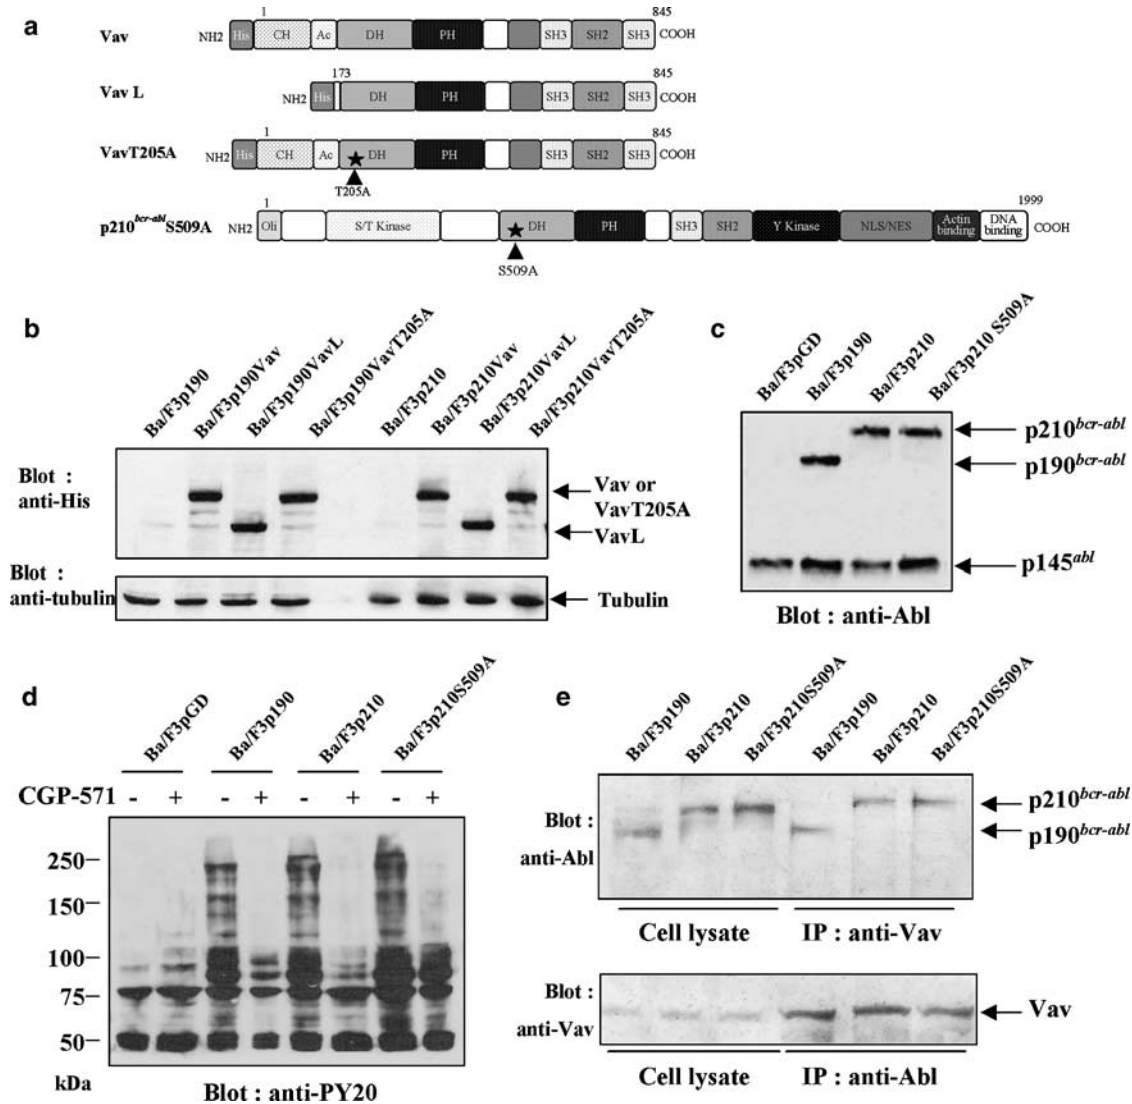 a
1 845
Vav NH2 His CH Ac DH PH SH3 SH2 SH3 COOH
173 845
Vav L NH2 His DH PH SH3 SH2 SH3 COOH
1 845
VavT205A NH2 His CH Ac DH PH SH3 SH2 SH3 COOH
T205A
1 1999
p210bcr-abl S509A NH2 Oli S/T Kinase DH PH SH3 SH2 Y Kinase NLS/NES Actin binding DNA binding COOH
S509A
b
Ba/F3p190
Ba/F3p190Vav
Ba/F3p190VavL
Ba/F3p190VavT205A
Ba/F3p210
Ba/F3p210Vav
Ba/F3p210VavL
Ba/F3p210VavT205A
Blot :
anti-His
Vav or
VavT205A
VavL
Blot :
anti-tubulin
Tubulin
c
Ba/F3pGD
Ba/F3p190
Ba/F3p210
Ba/F3p210 S509A
p210bcr-abl
p190bcr-abl
p145abl
Blot : anti-Abl
d
Ba/F3pGD
Ba/F3p190
Ba/F3p210
Ba/F3p210S509A
CGP-571 - + - + - + - +
250
150
100
75
50
kDa
Blot : anti-PY20
e
Ba/F3p190
Ba/F3p210
Ba/F3p210S509A
Ba/F3p190
Ba/F3p210
Ba/F3p210S509A
Blot :
anti-Abl
p210bcr-abl
p190bcr-abl
Cell lysate IP : anti-Vav
Blot :
anti-Vav
Vav
Cell lysate IP : anti-Abl